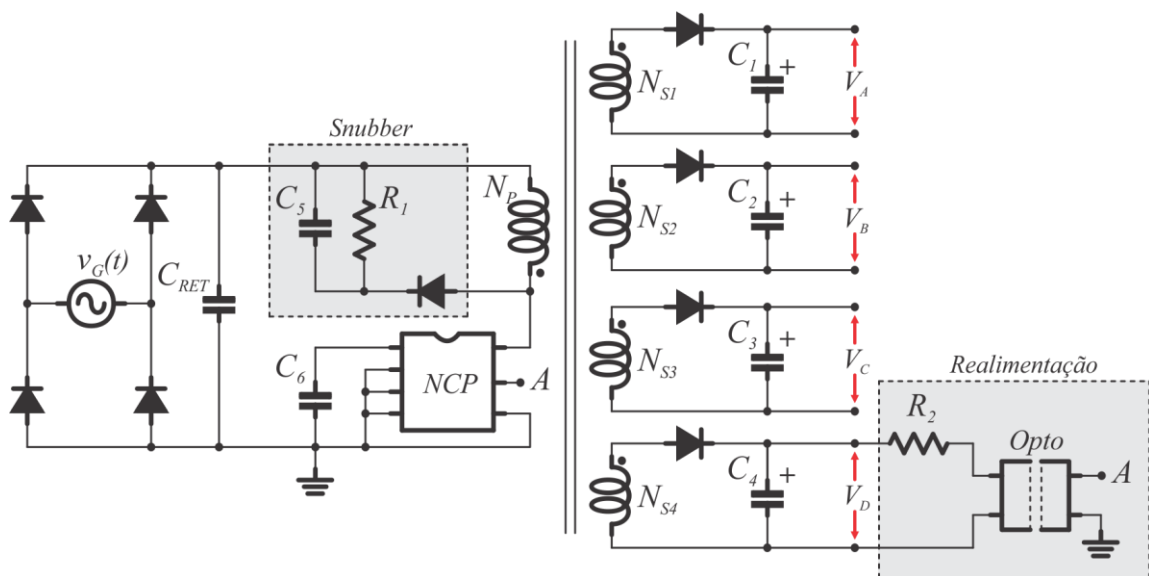 Snubber
C5
R1
NP
vG(t)
CRET
C6
NCP
A
NS1
C1
+
VA
NS2
C2
+
VB
NS3
C3
+
VC
NS4
C4
+
VD
Realimentação
R2
Opto
A